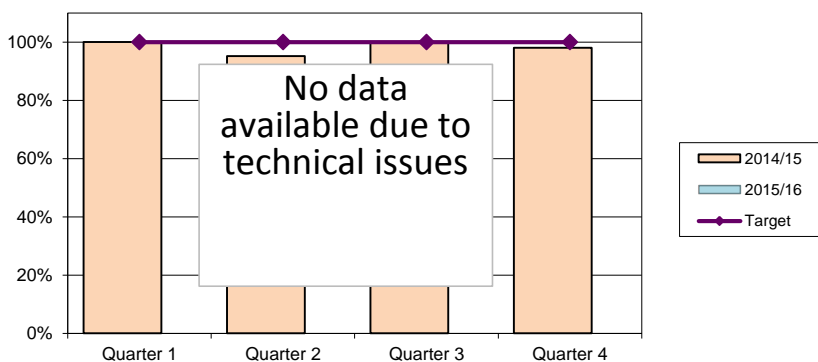 100%
80%
60%
40%
20%
0%
No data
available due to
technical issues
Quarter 1
Quarter 2
Quarter 3
Quarter 4
2014/15
2015/16
Target